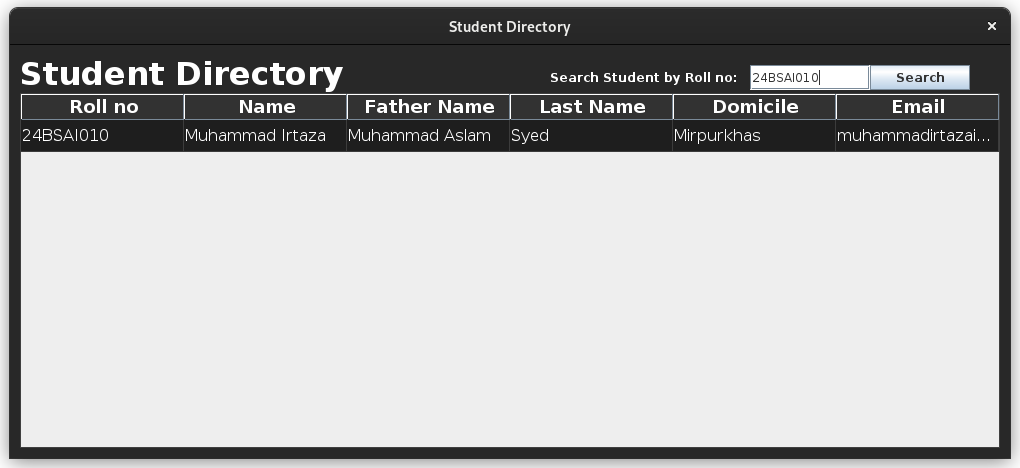 Student Directory
×
Student Directory
Search Student by Roll no: 24BSAI010 Search
Roll no Name Father Name Last Name Domicile Email
24BSAI010 Muhammad Irtaza Muhammad Aslam Syed Mirpurkhas muhammadirtazai...